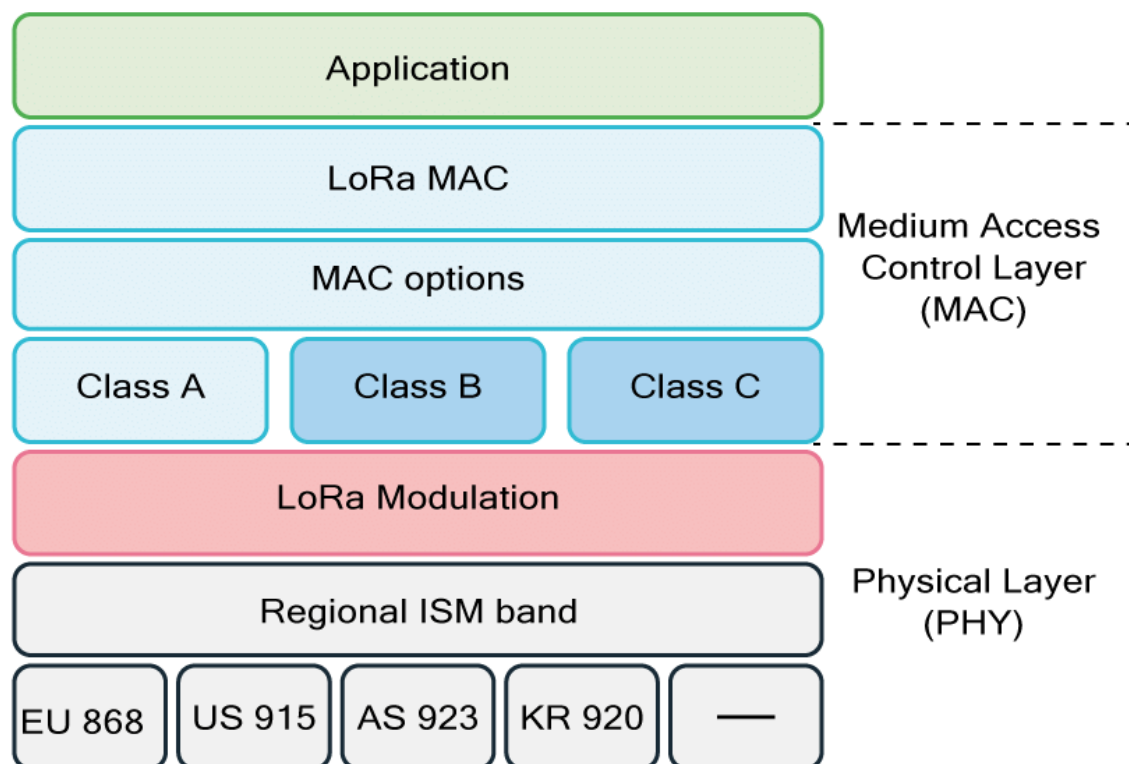 Application
LoRa MAC
MAC options
Class A
Class B
Class C
Medium Access
Control Layer
(MAC)
LoRa Modulation
Regional ISM band
EU 868
US 915
AS 923
KR 920
—
Physical Layer
(PHY)